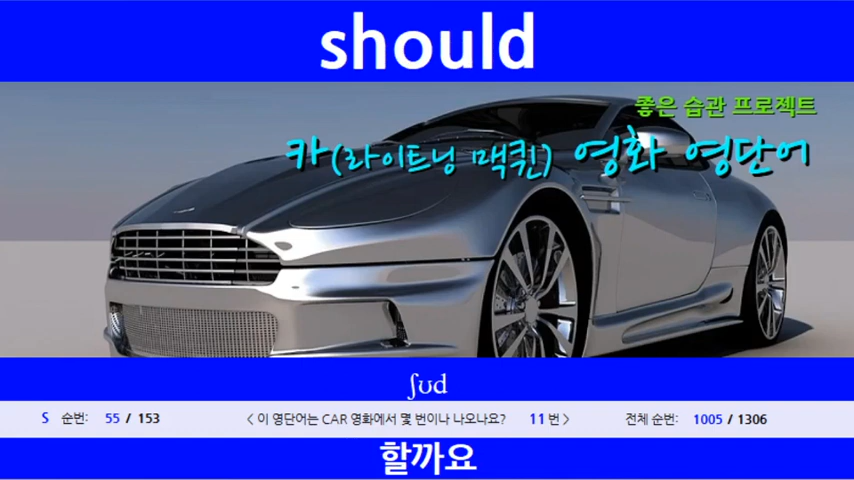 should
좋은 습관 프로젝트
카(라이트닝 맥퀸) 영화 영단어
ʃʊd
S 순번: 55 / 153 < 이 영단어는 CAR 영화에서 몇 번이나 나오나요? 11 번 > 전체 순번: 1005 / 1306
할까요